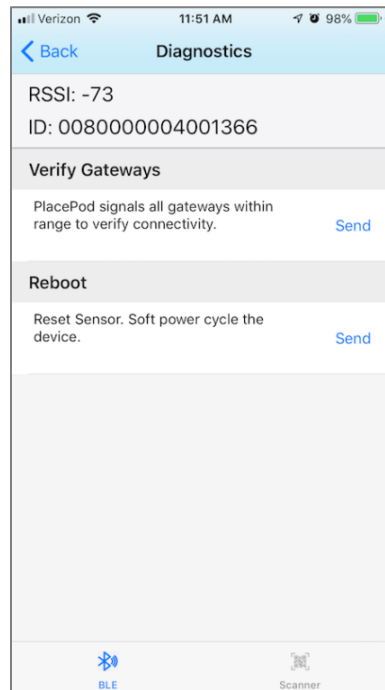 Verizon 11:51 AM 98%
Back Diagnostics
RSSI: -73
ID: 0080000004001366
Verify Gateways
PlacePod signals all gateways within
range to verify connectivity.
Send
Reboot
Reset Sensor. Soft power cycle the
device.
Send
BLE Scanner